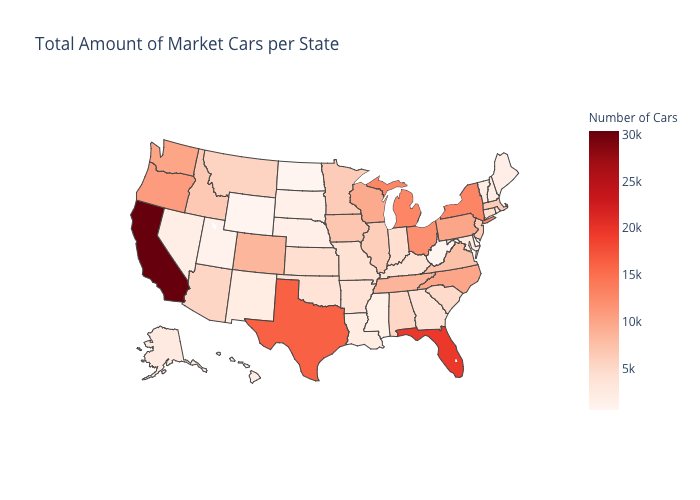 Total Amount of Market Cars per State
Number of Cars
30k
25k
20k
15k
10k
5k